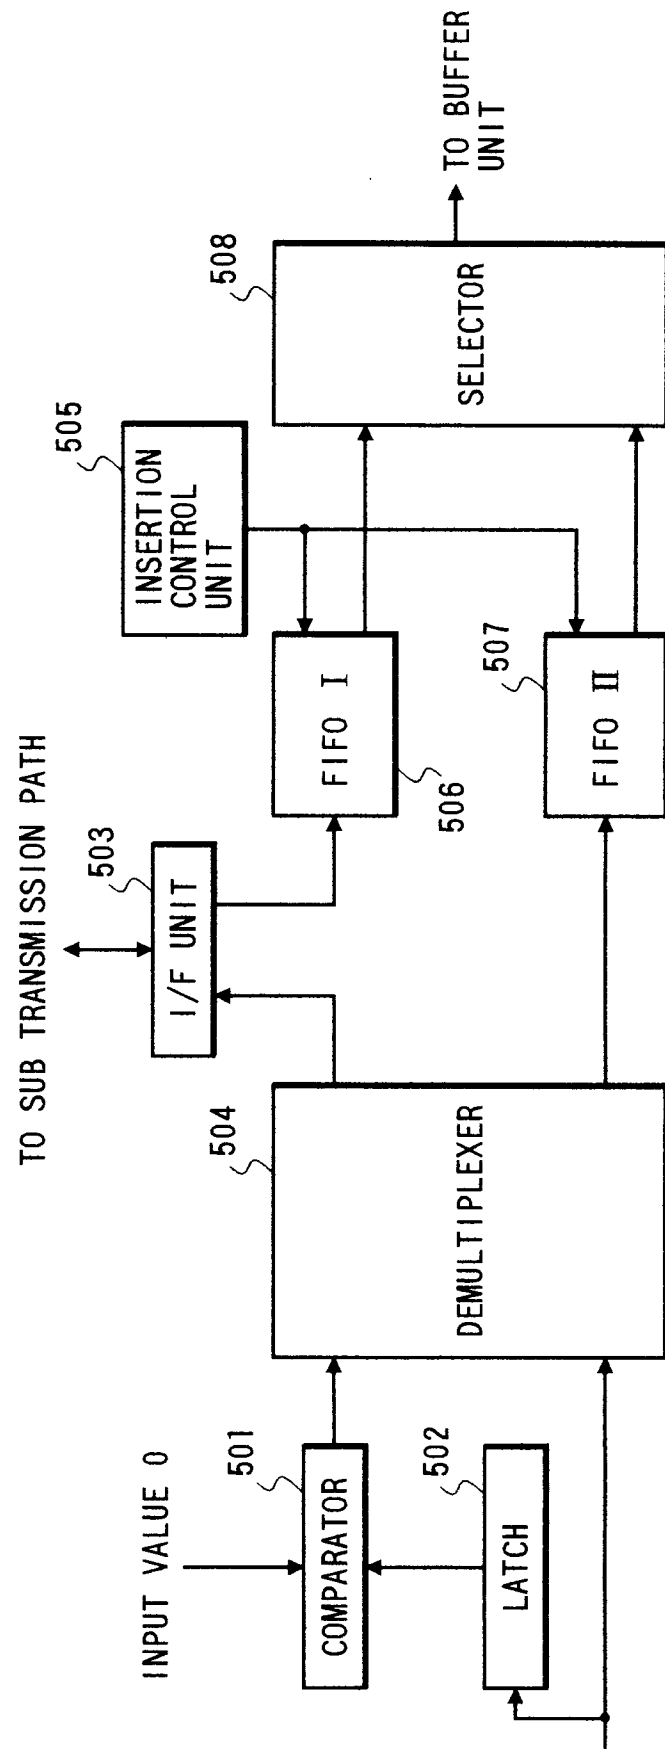 TO SUB TRANSMISSION PATH
INPUT VALUE 0
501
COMPARATOR
502
LATCH
504
DEMULTIPLEXER
503
I/F UNIT
505
INSERTION
CONTROL
UNIT
FIFO I
506
507
FIFO II
508
SELECTOR
TO BUFFER
UNIT